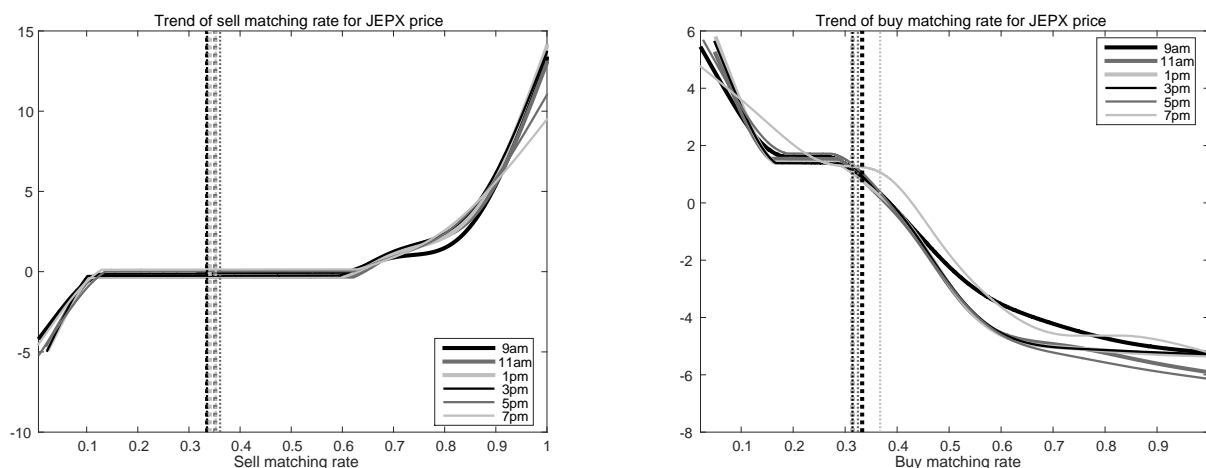 Trend of sell matching rate for JEPX price
15
10
5
0
-5
-10
0.1 0.2 0.3 0.4 0.5 0.6 0.7 0.8 0.9 1
Sell matching rate
9am
11am
1pm
3pm
5pm
7pm
Trend of buy matching rate for JEPX price
6
4
2
0
-2
-4
-6
-8
0.1 0.2 0.3 0.4 0.5 0.6 0.7 0.8 0.9
Buy matching rate
9am
11am
1pm
3pm
5pm
7pm